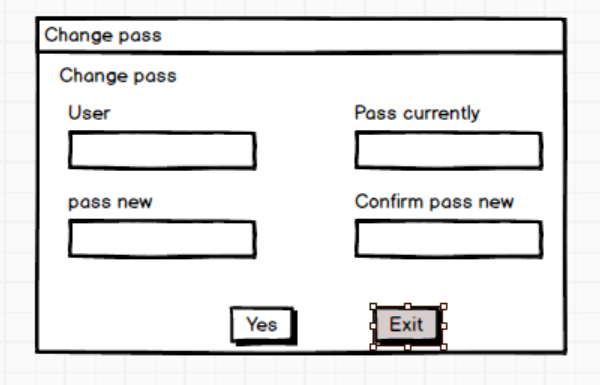 Change pass
Change pass
User
Pass currently
pass new
Confirm pass new
Yes
Exit